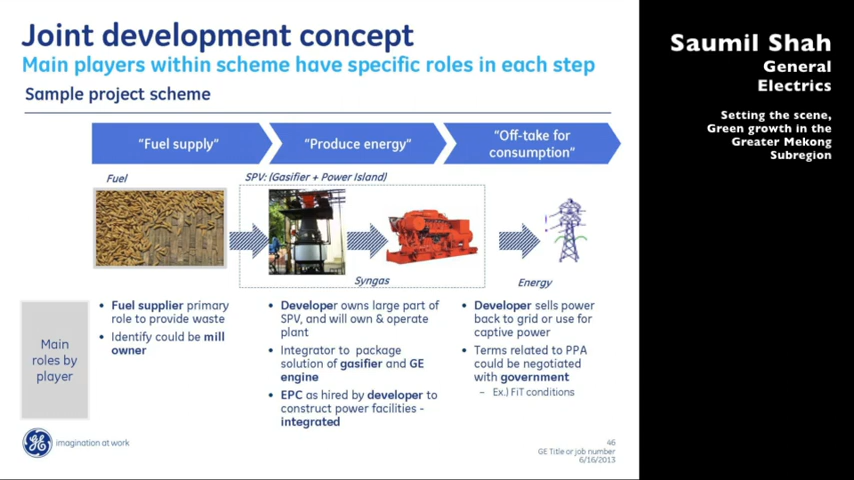 Joint development concept
Main players within scheme have specific roles in each step
Sample project scheme
"Fuel supply"
"Produce energy"
"Off-take for
consumption"
Fuel
SPV: (Gasifier + Power Island)
Syngas
Energy
Main
roles by
player
• Fuel supplier primary
role to provide waste
• Identify could be mill
owner
• Developer owns large part of
SPV, and will own & operate
plant
• Integrator to package
solution of gasifier and GE
engine
• EPC as hired by developer to
construct power facilities -
integrated
• Developer sells power
back to grid or use for
captive power
• Terms related to PPA
could be negotiated
with government
– Ex.) FiT conditions
imagination at work
46
GE Title or job number
6/16/2013
Saumil Shah
General
Electrics
Setting the scene,
Green growth in the
Greater Mekong
Subregion